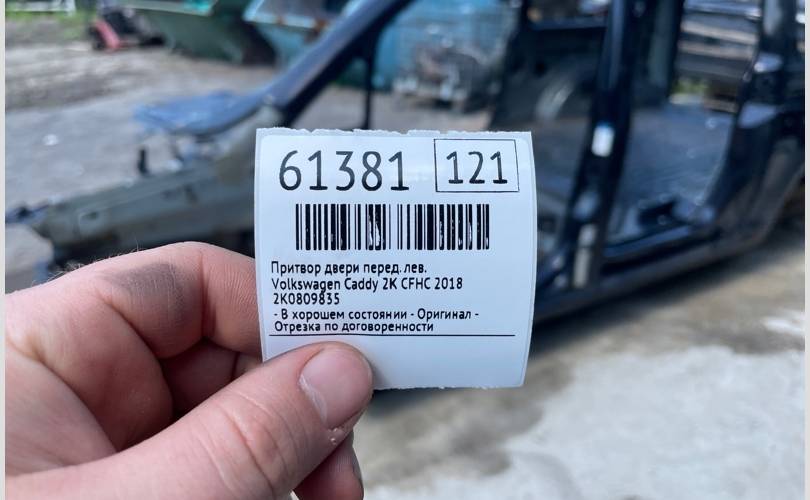 61381 121
Притвор двери перед. лев.
Volkswagen Caddy 2K CFHC 2018
2K0809835
- В хорошем состоянии - Оригинал -
Отрезка по договоренности